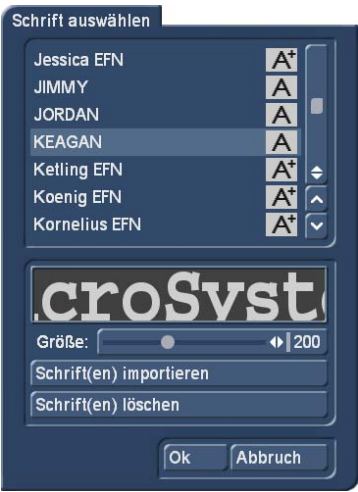 Schrift auswählen
Jessica EFN A+
JIMMY A
JORDAN A
KEAGAN A
Ketling EFN A+
Koenig EFN A+
Kornelius EFN A+
croSyst
Größe: 200
Schrift(en) importieren
Schrift(en) löschen
Ok Abbruch